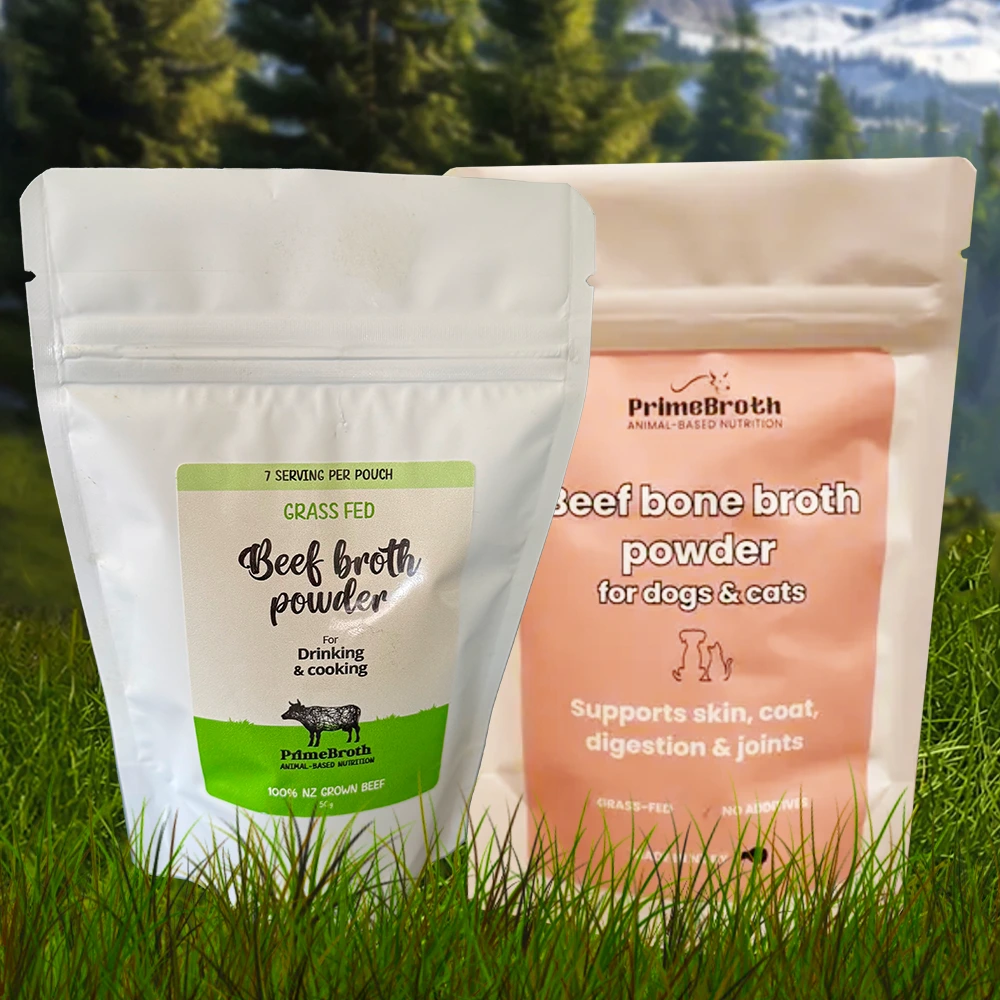 7 SERVING PER POUCH
GRASS FED
Beef broth
powder
For
Drinking
& cooking
PrimeBroth
ANIMAL-BASED NUTRITION
100% NZ GROWN BEEF
50g
PrimeBroth
ANIMAL-BASED NUTRITION
Beef bone broth
powder
for dogs & cats
Supports skin, coat,
digestion & joints
GRASS-FED NO ADDITIVES